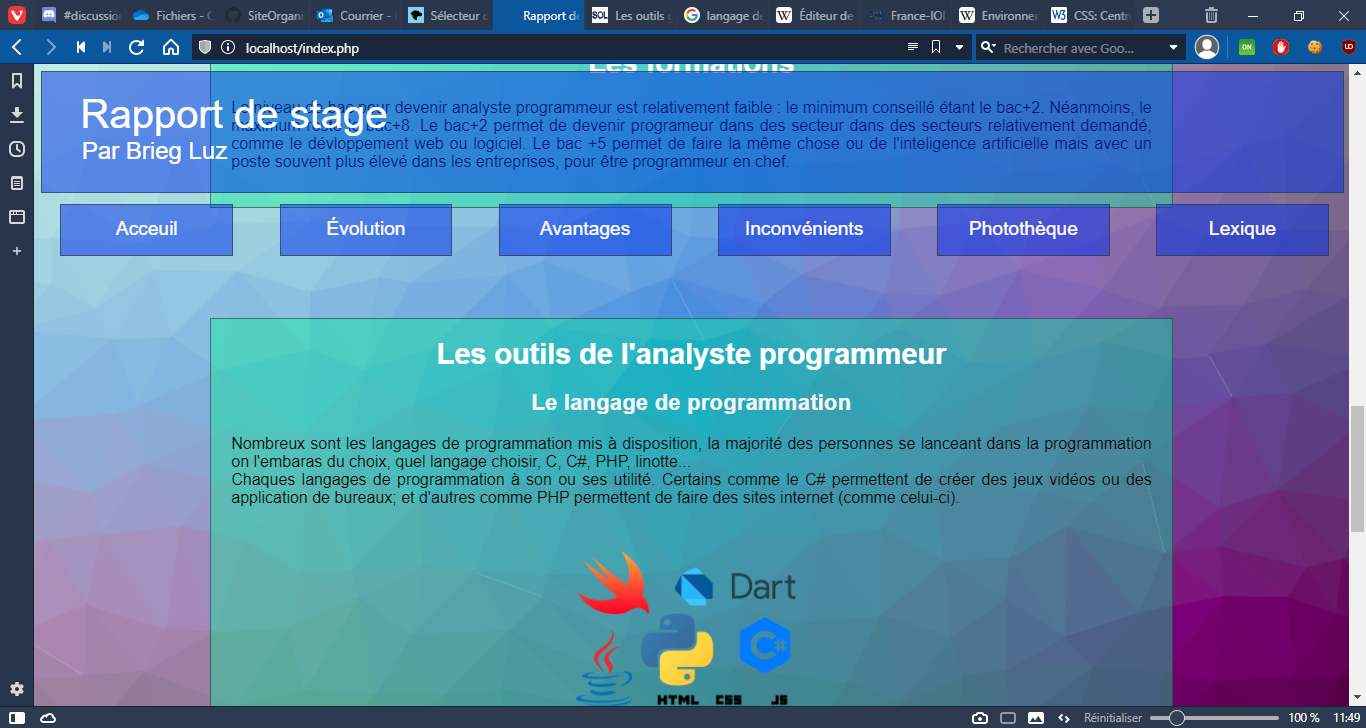 #discussion
Fichiers - C
SiteOrgani
Courrier -
Sélecteur d
Rapport de
Les outils d
langage de
Éditeur de
France-IOI
Environner
CSS: Centr
localhost/index.php
Rechercher avec Goo...
ON
Les formations
Rapport de stage
Par Brieg Luz
Le niveau de bac pour devenir analyste programmeur est relativement faible : le minimum conseillé étant le bac+2. Néanmoins, le
maximum reste le bac+8. Le bac+2 permet de devenir programeur dans des secteur dans des secteurs relativement demandé,
comme le dévloppement web ou logiciel. Le bac +5 permet de faire la même chose ou de l'inteligence artificielle mais avec un
poste souvent plus élevé dans les entreprises, pour être programmeur en chef.
Acceuil
Évolution
Avantages
Inconvénients
Photothèque
Lexique
Les outils de l'analyste programmeur
Le langage de programmation
Nombreux sont les langages de programmation mis à disposition, la majorité des personnes se lanceant dans la programmation
on l'embaras du choix, quel langage choisir, C, C#, PHP, linotte...
Chaques langages de programmation à son ou ses utilité. Certains comme le C# permettent de créer des jeux vidéos ou des
application de bureaux; et d'autres comme PHP permettent de faire des sites internet (comme celui-ci).
Dart
C#
HTML CSS JS
Réinitialiser
100 %
11:49